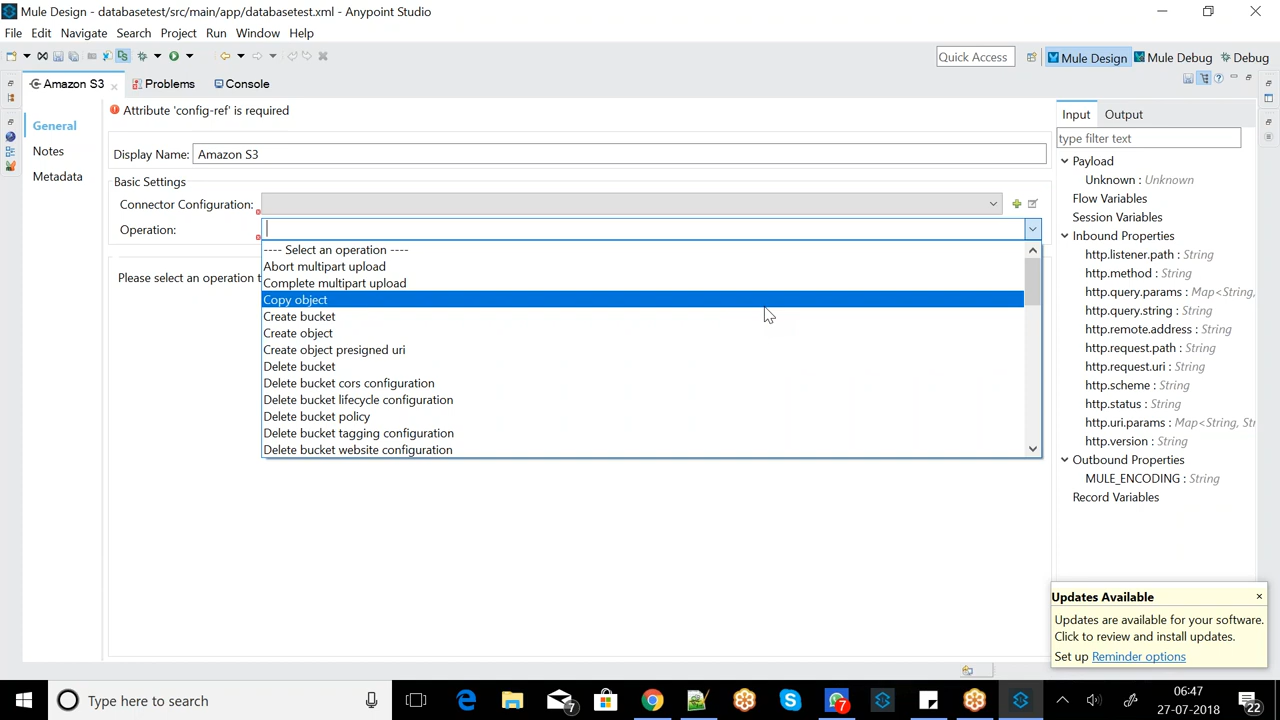 Mule Design - databasetest/src/main/app/databasetest.xml - Anypoint Studio
File Edit Navigate Search Project Run Window Help
Quick Access Mule Design Mule Debug Debug
Amazon S3 Problems Console
General
Notes
Metadata
Attribute 'config-ref' is required
Display Name: Amazon S3
Basic Settings
Connector Configuration:
Operation:
---- Select an operation ----
Abort multipart upload
Complete multipart upload
Copy object
Create bucket
Create object
Create object presigned uri
Delete bucket
Delete bucket cors configuration
Delete bucket lifecycle configuration
Delete bucket policy
Delete bucket tagging configuration
Delete bucket website configuration
Please select an operation t
Input Output
type filter text
Payload
Unknown : Unknown
Flow Variables
Session Variables
Inbound Properties
http.listener.path : String
http.method : String
http.query.params : Map<String,
http.query.string : String
http.remote.address : String
http.request.path : String
http.request.uri : String
http.scheme : String
http.status : String
http.uri.params : Map<String, Str
http.version : String
Outbound Properties
MULE_ENCODING : String
Record Variables
Updates Available ×
Updates are available for your software.
Click to review and install updates.
Set up Reminder options
Type here to search
7
7
06:47
27-07-2018
22